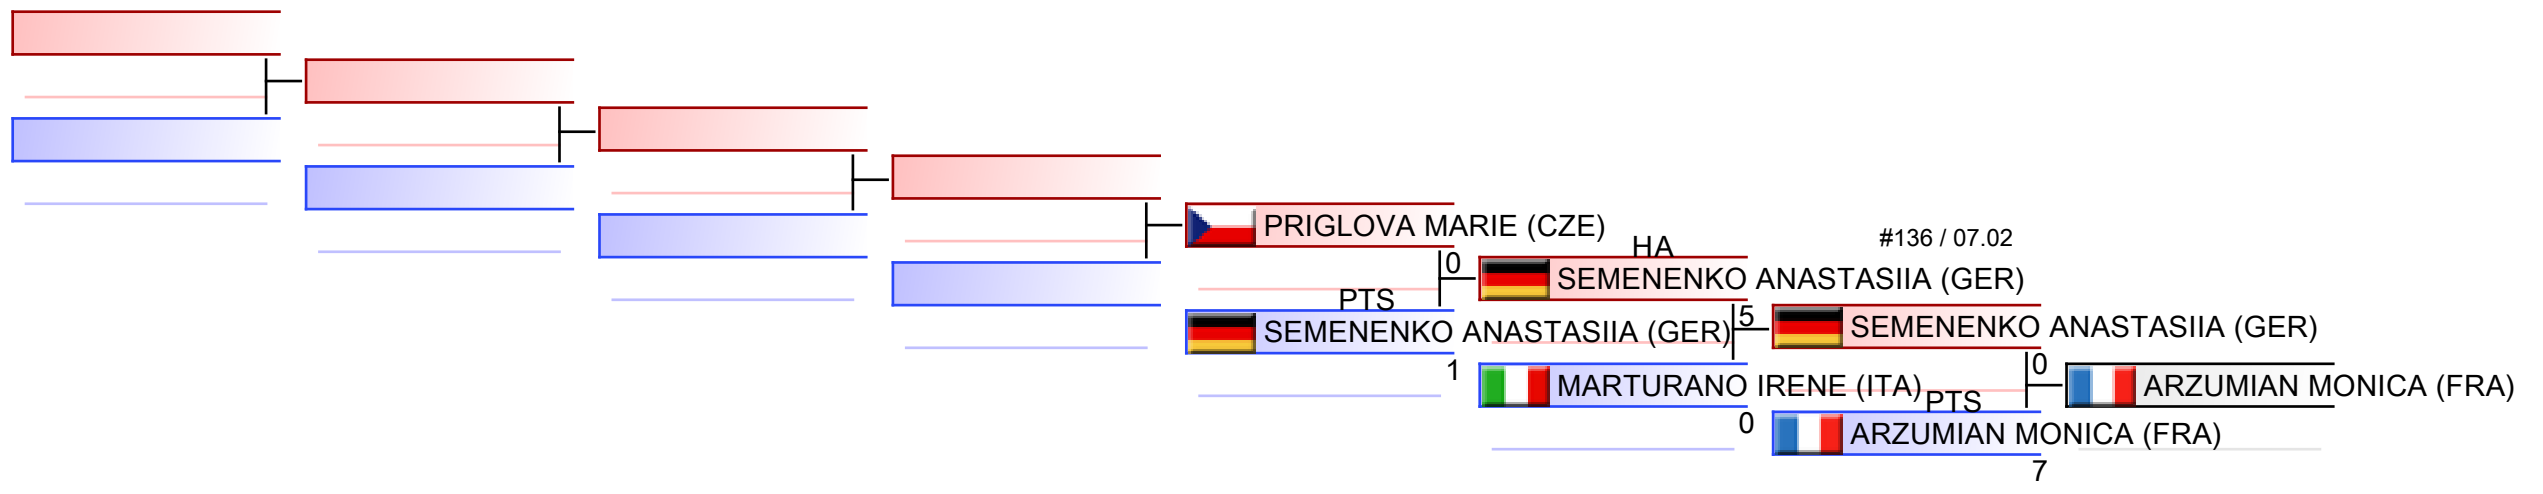 PRIGLOVA MARIE (CZE)
0
PTS
SEMENENKO ANASTASIIA (GER)
1
HA
SEMENENKO ANASTASIIA (GER)
5
MARTURANO IRENE (ITA)
0
#136 / 07.02
SEMENENKO ANASTASIIA (GER)
0
PTS
ARZUMIAN MONICA (FRA)
7
ARZUMIAN MONICA (FRA)